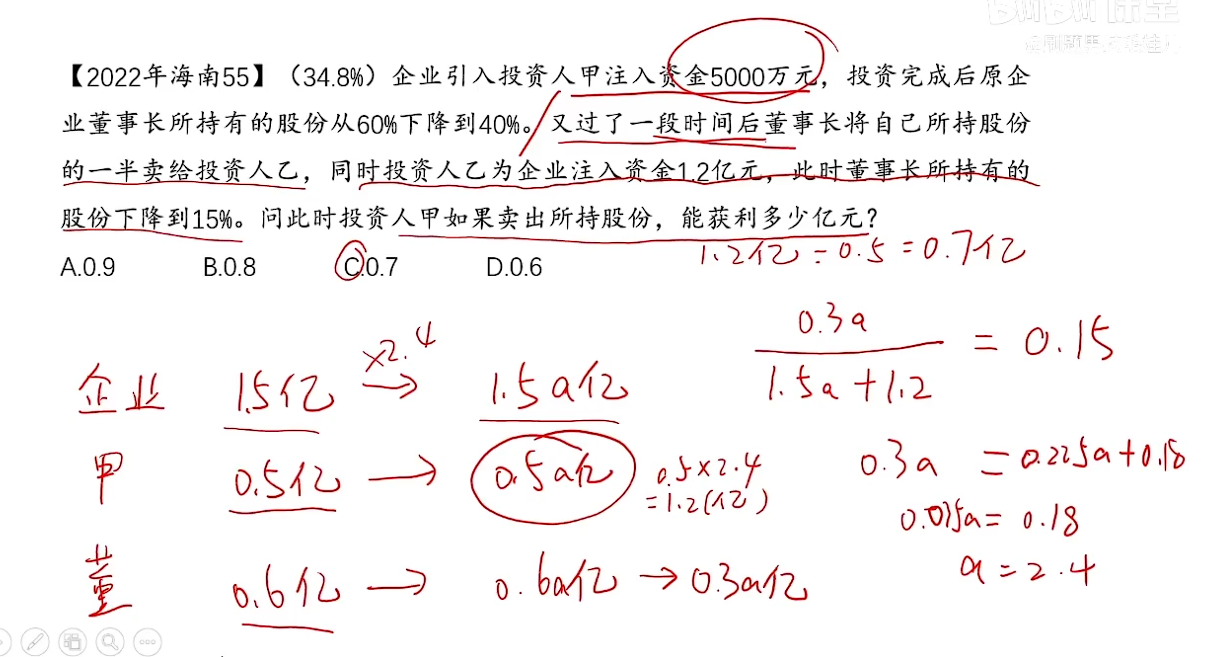 【2022年海南55】（34.8%）企业引入投资人甲注入资金5000万元，投资完成后原企
业董事长所持有的股份从60%下降到40%。又过了一段时间后董事长将自己所持股份
的一半卖给投资人乙，同时投资人乙为企业注入资金1.2亿元，此时董事长所持有的
股份下降到15%。问此时投资人甲如果卖出所持股份，能获利多少亿元？
1.2亿-0.5=0.7亿
A.0.9 B.0.8 C.0.7 D.0.6
0.3a
1.5a+1.2
=0.15
×2.4
企业 1.5亿 → 1.5a亿
甲 0.5亿 → 0.5a亿
0.5×2.4
=1.2(亿)
0.3a =0.225a+0.18
0.075a=0.18
a=2.4
董 0.6亿 → 0.6a亿 → 0.3a亿